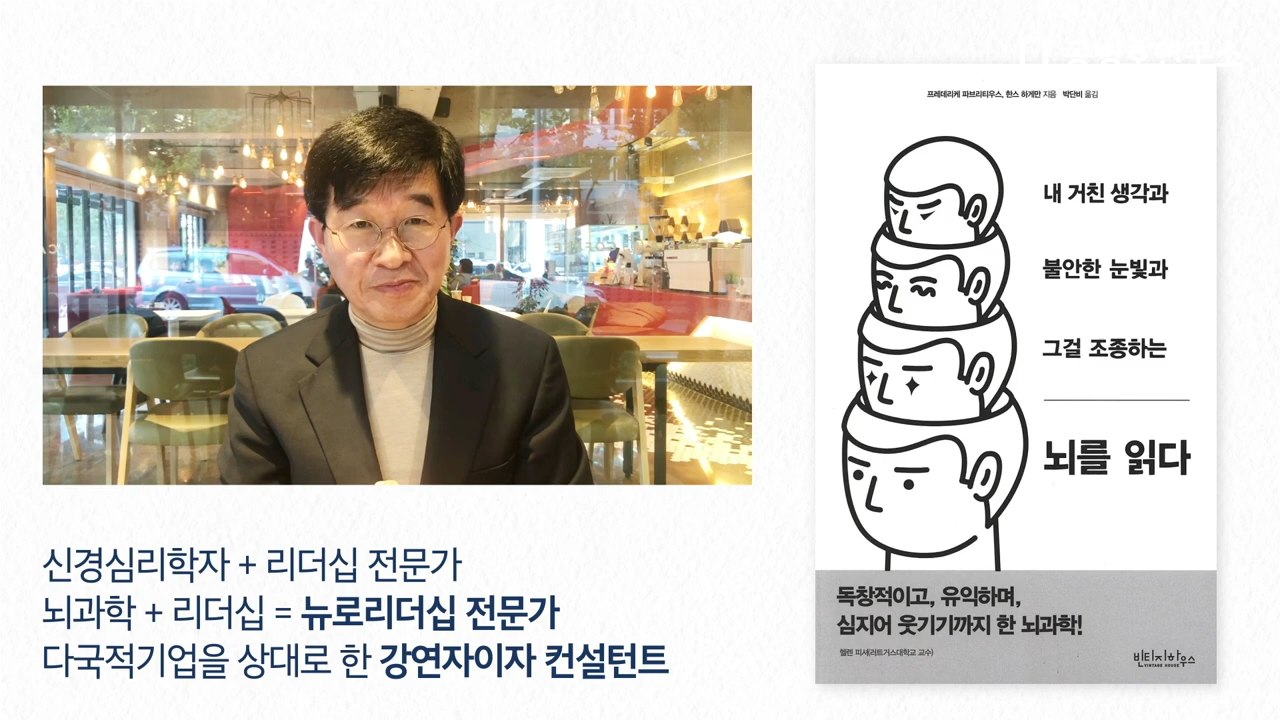 프레데리케 파브리티우스, 한스 하게만 지음 박단비 옮김
내 거친 생각과
불안한 눈빛과
그걸 조종하는
뇌를 읽다
독창적이고, 유익하며,
심지어 웃기기까지 한 뇌과학!
헬렌 피셔(러트거스대학교 교수)
빈티지하우스
VINTAGE HOUSE
신경심리학자 + 리더십 전문가
뇌과학 + 리더십 = 뉴로리더십 전문가
다국적기업을 상대로 한 강연자이자 컨설턴트